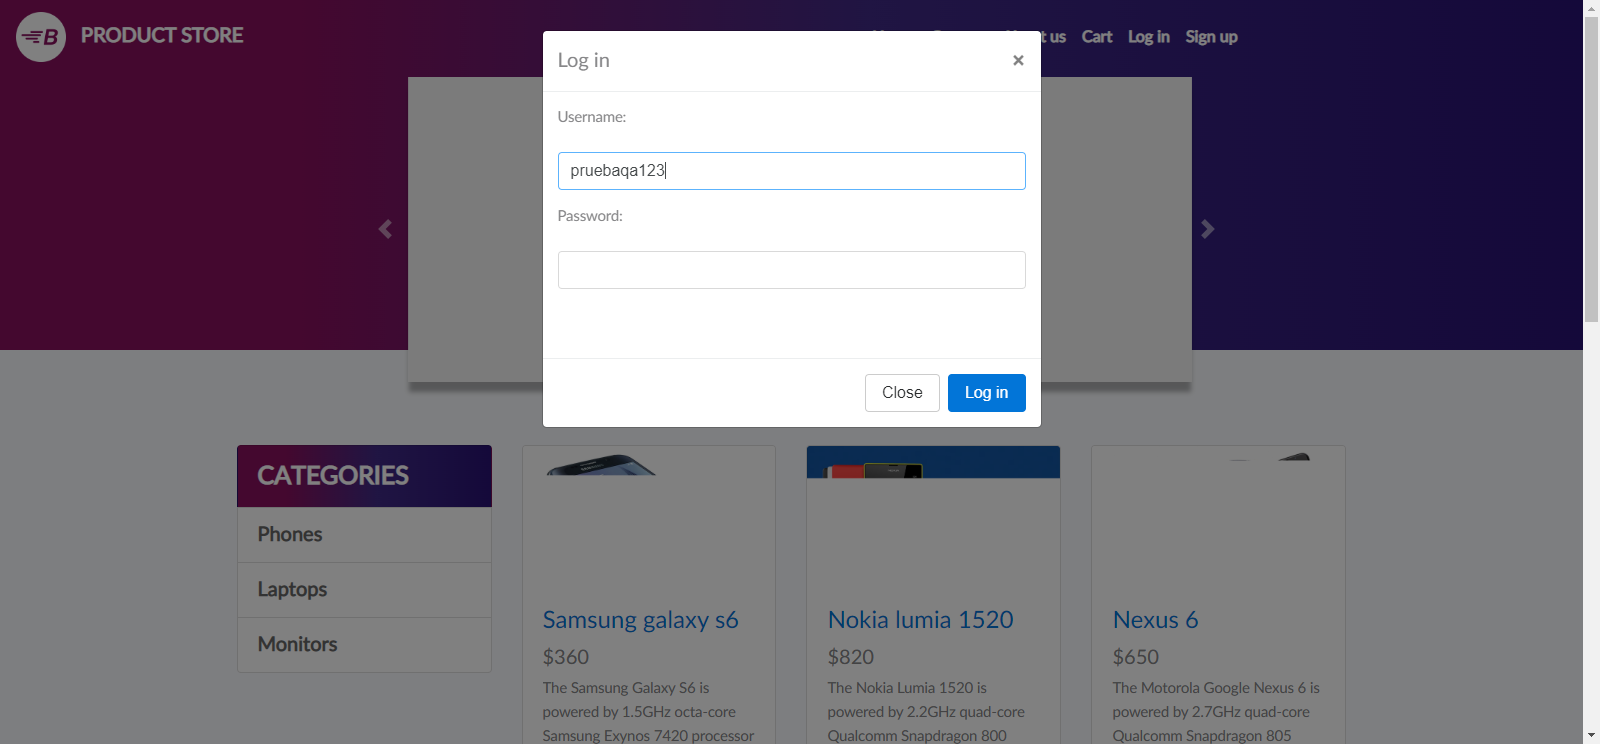 B PRODUCT STORE
t us Cart Log in Sign up
Log in ×
Username:
pruebaqa123
Password:
Close Log in
CATEGORIES
Phones
Laptops
Monitors
Samsung galaxy s6
$360
The Samsung Galaxy S6 is
powered by 1.5GHz octa-core
Samsung Exynos 7420 processor
Nokia lumia 1520
$820
The Nokia Lumia 1520 is
powered by 2.2GHz quad-core
Qualcomm Snapdragon 800
Nexus 6
$650
The Motorola Google Nexus 6 is
powered by 2.7GHz quad-core
Qualcomm Snapdragon 805